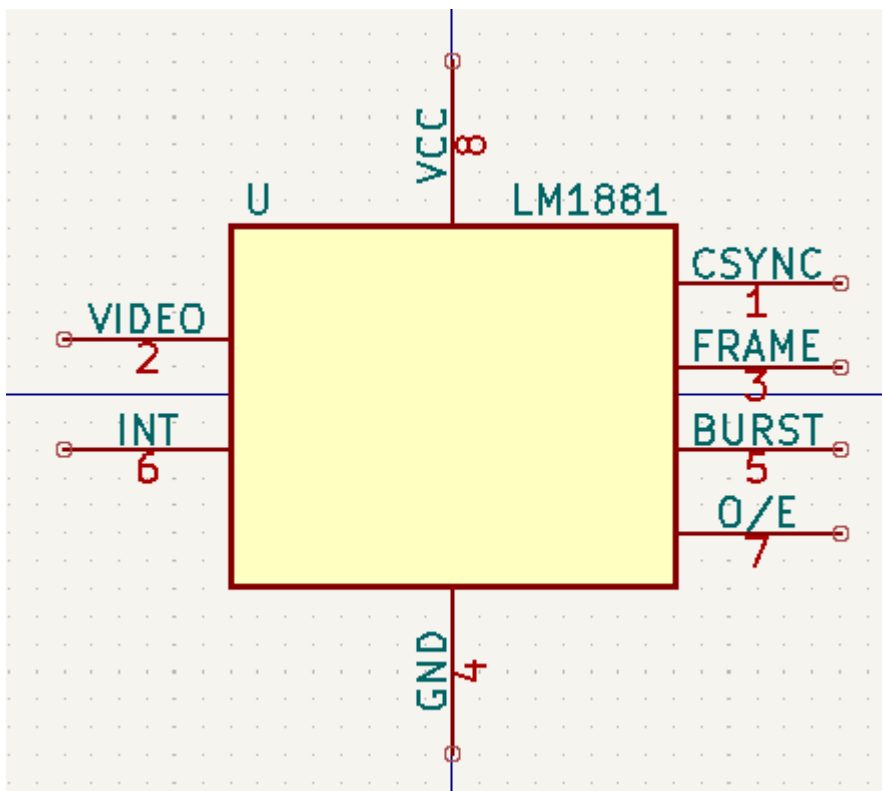 VCC
8
U
LM1881
CSYNC
1
VIDEO
2
FRAME
3
INT
6
BURST
5
O/E
7
GND
4